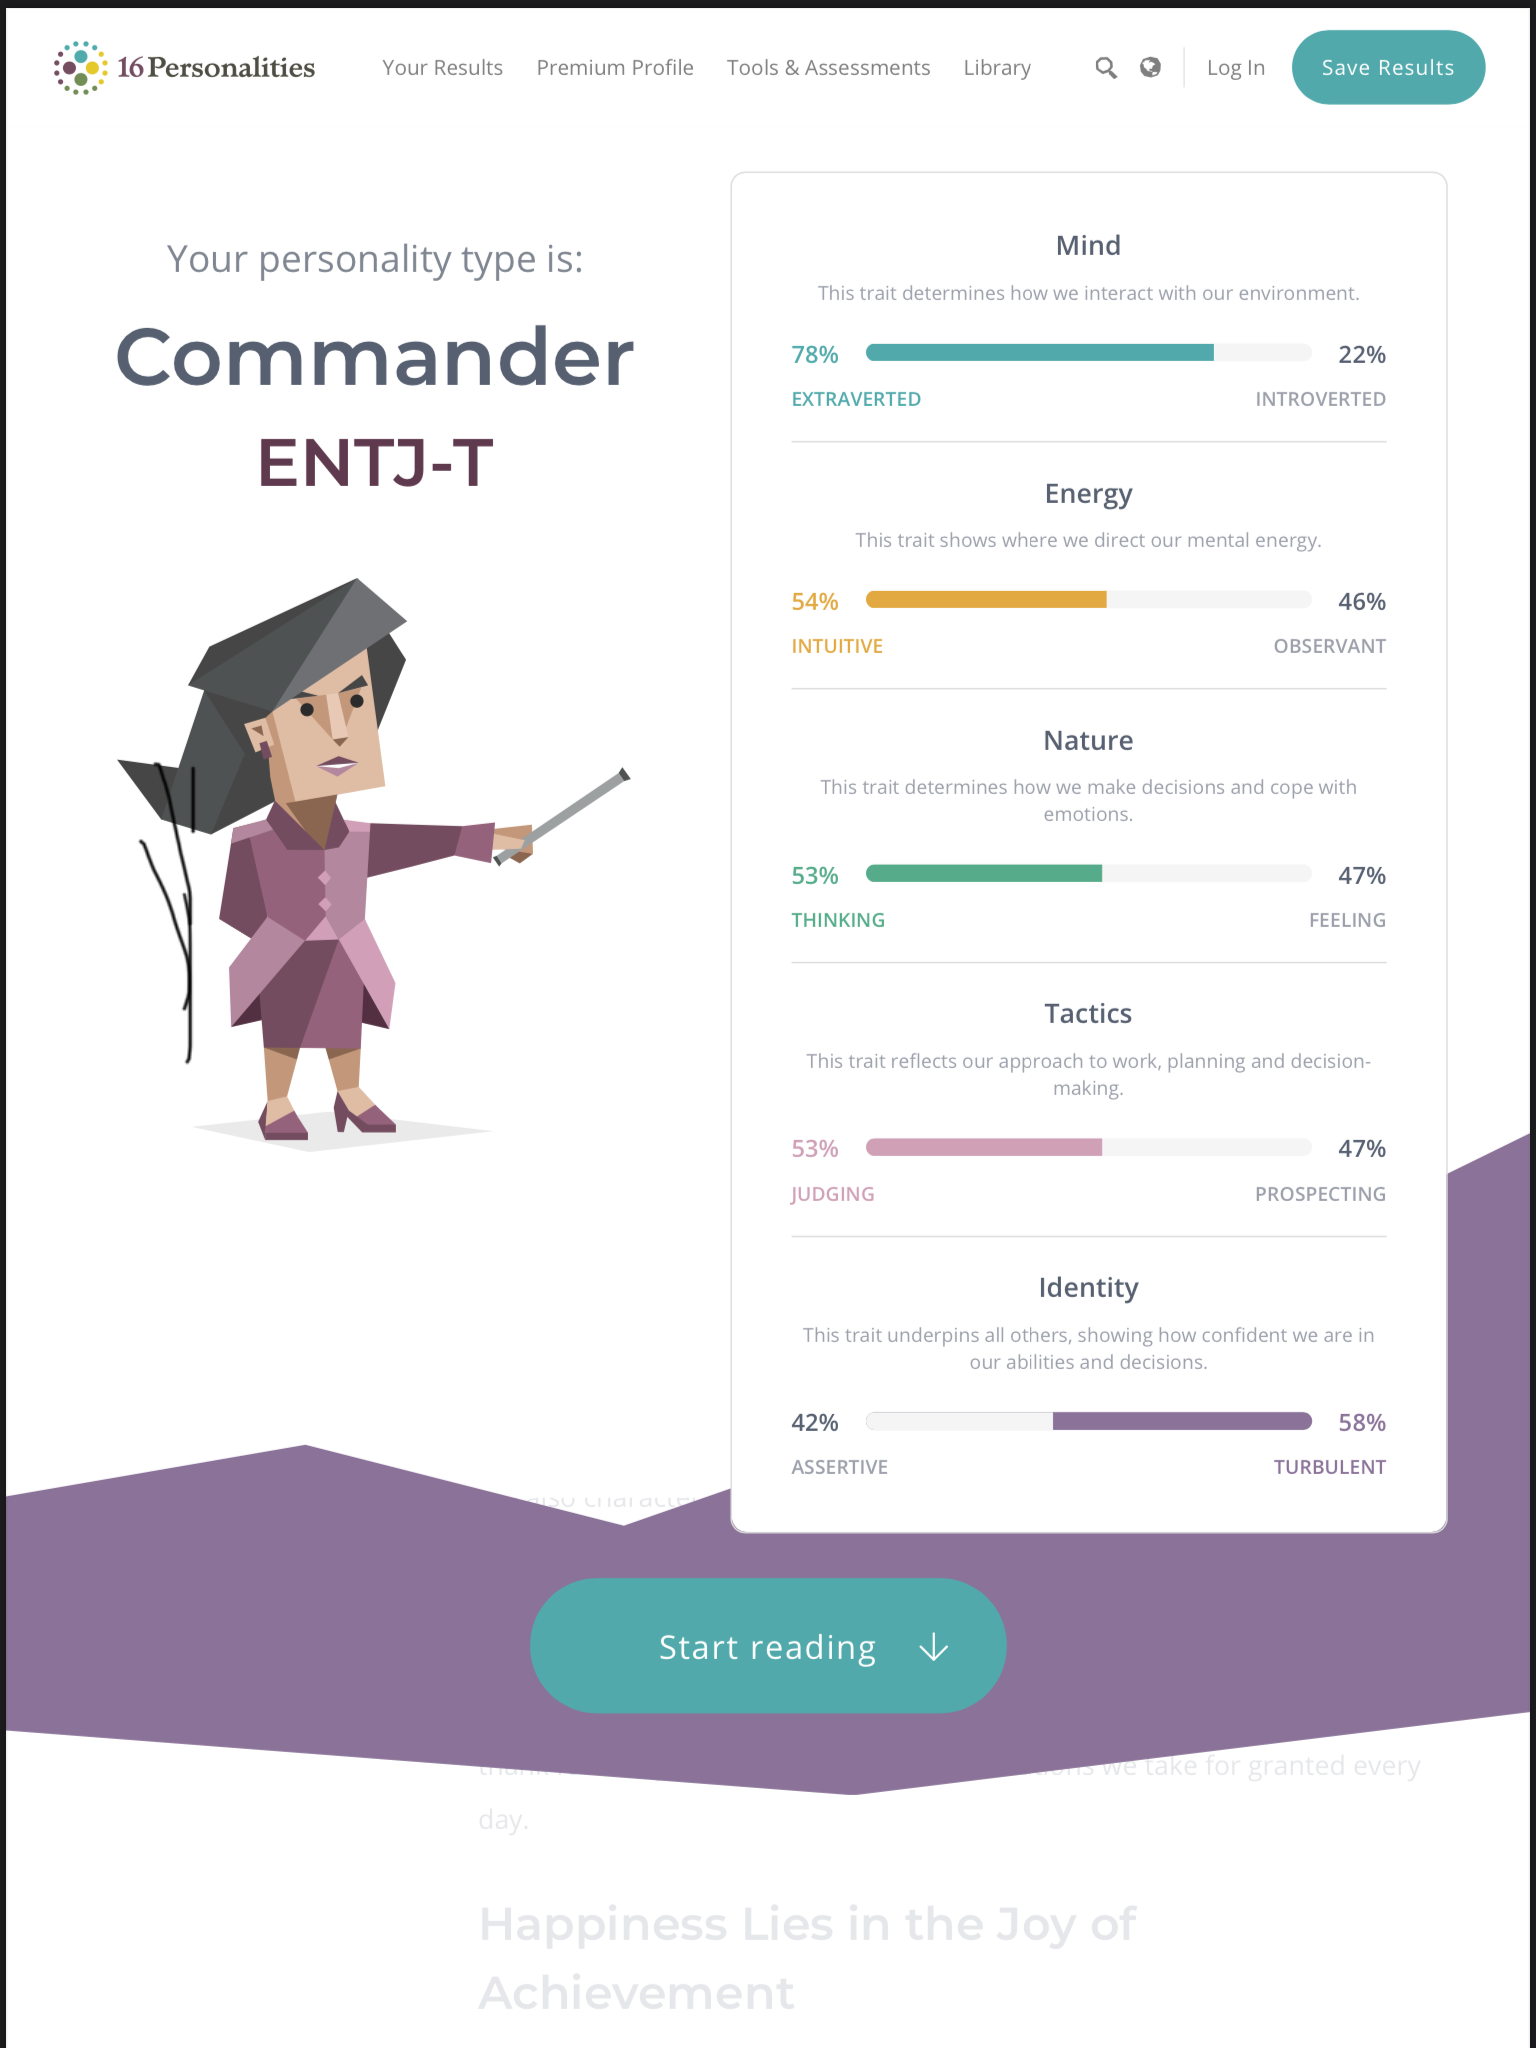 16Personalities
Your Results
Premium Profile
Tools & Assessments
Library
Log In
Save Results
Your personality type is:
Commander
ENTJ-T
Mind
This trait determines how we interact with our environment.
78%
22%
EXTRAVERTED
INTROVERTED
Energy
This trait shows where we direct our mental energy.
54%
46%
INTUITIVE
OBSERVANT
Nature
This trait determines how we make decisions and cope with
emotions.
53%
47%
THINKING
FEELING
Tactics
This trait reflects our approach to work, planning and decision-
making.
53%
47%
JUDGING
PROSPECTING
Identity
This trait underpins all others, showing how confident we are in
our abilities and decisions.
42%
58%
ASSERTIVE
TURBULENT
also
Start reading
we take for granted every
day.
Happiness Lies in the Joy of
Achievement